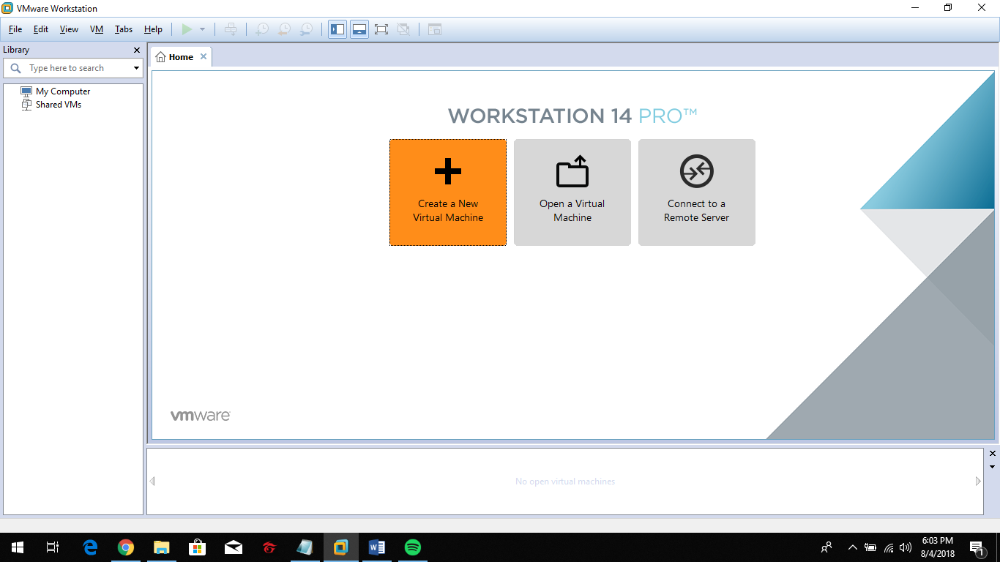 VMware Workstation
File Edit View VM Tabs Help
Library
Type here to search
My Computer
Shared VMs
Home
WORKSTATION 14 PRO™
Create a New
Virtual Machine
Open a Virtual
Machine
Connect to a
Remote Server
vmware
No open virtual machines
6:03 PM
8/4/2018
1